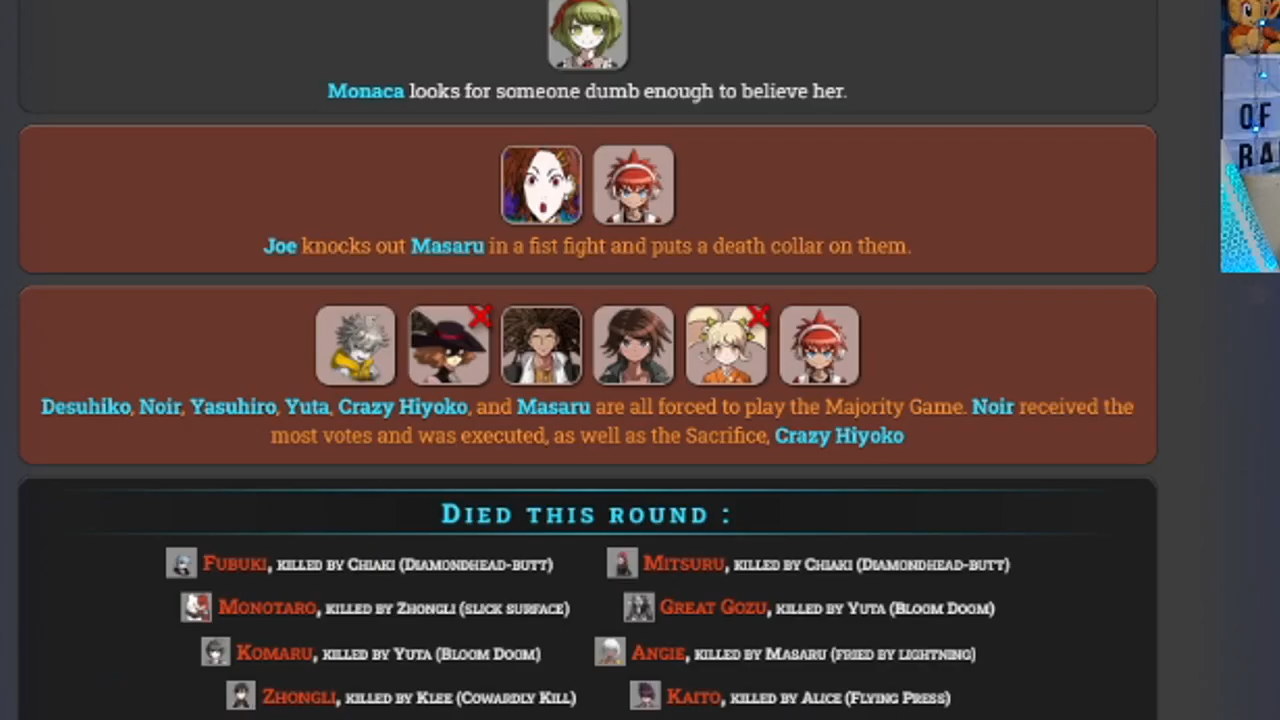 Monaca looks for someone dumb enough to believe her.
Joe knocks out Masaru in a fist fight and puts a death collar on them.
Desuhiko, Noir, Yasuhiro, Yuta, Crazy Hiyoko, and Masaru are all forced to play the Majority Game. Noir received the
most votes and was executed, as well as the Sacrifice, Crazy Hiyoko
DIED THIS ROUND :
FUBUKI, KILLED BY CHIAKI (DIAMONDHEAD-BUTT)
MITSURU, KILLED BY CHIAKI (DIAMONDHEAD-BUTT)
MONOTARO, KILLED BY ZHONGLI (SLICK SURFACE)
GREAT GOZU, KILLED BY YUTA (BLOOM DOOM)
KOMARU, KILLED BY YUTA (BLOOM DOOM)
ANGIE, KILLED BY MASARU (FRIED BY LIGHTNING)
ZHONGLI, KILLED BY KLEE (COWARDLY KILL)
KAITO, KILLED BY ALICE (FLYING PRESS)
OF
RA